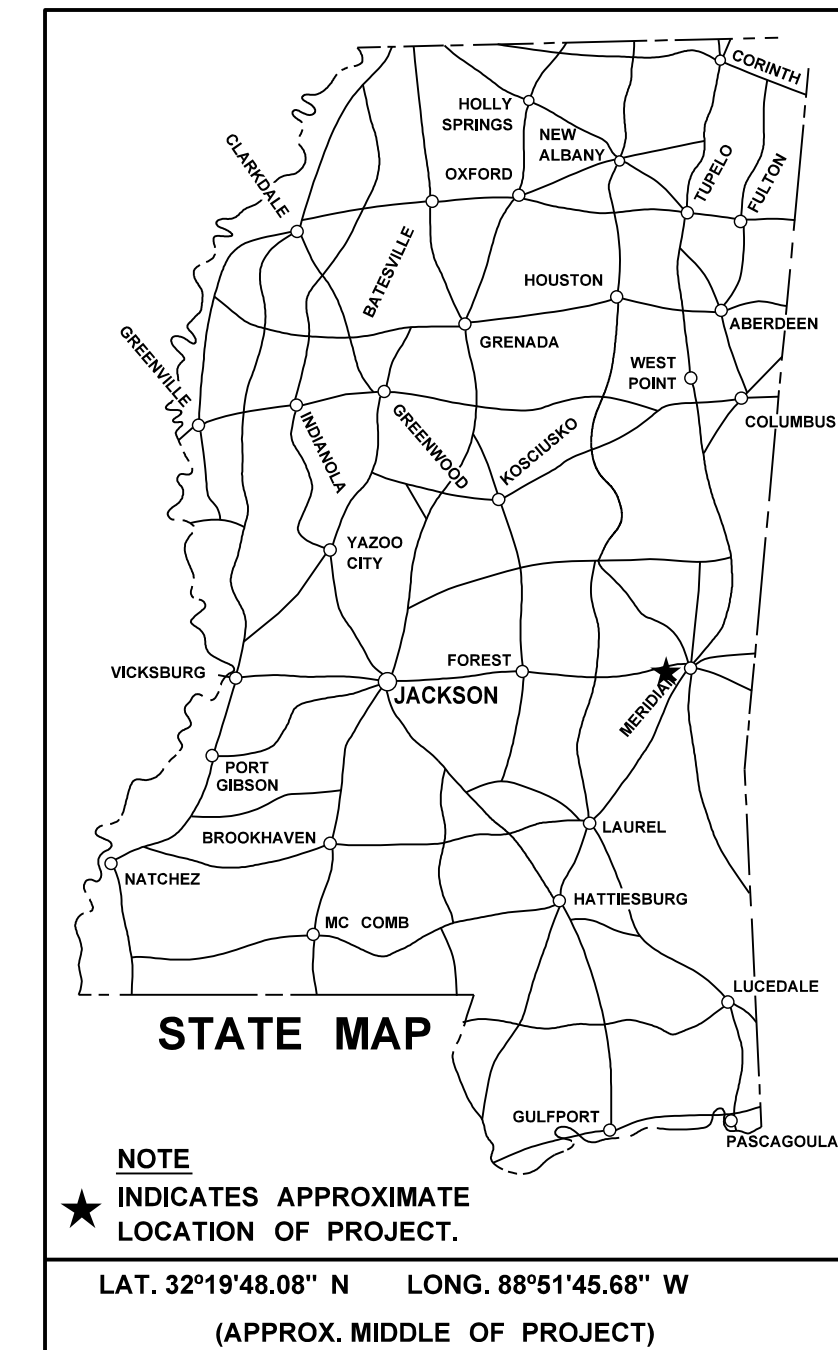 CORINTH
HOLLY
SPRINGS
NEW
ALBANY
CLARKDALE
OXFORD
TUPELO
FULTON
BATESVILLE
HOUSTON
ABERDEEN
GREENVILLE
GRENADA
WEST
POINT
COLUMBUS
INDIANOLA
GREENWOOD
KOSCIUSKO
YAZOO
CITY
VICKSBURG
FOREST
JACKSON
MERIDIAN
PORT
GIBSON
BROOKHAVEN
LAUREL
NATCHEZ
HATTIESBURG
MC COMB
LUCEDALE
STATE MAP
GULFPORT
PASCAGOULA
NOTE
INDICATES APPROXIMATE
LOCATION OF PROJECT.
LAT. 32º19'48.08" N LONG. 88º51'45.68" W
(APPROX. MIDDLE OF PROJECT)